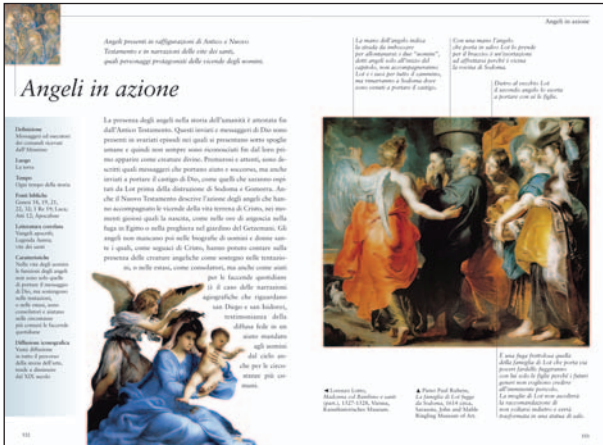 Angeli presenti in raffigurazioni di Antico e Nuovo
Testamento e in narrazioni delle vite dei santi,
quali personaggi protagonisti delle vicende degli uomini.
Angeli in azione
Definizione
Messaggeri ed esecutori
dei comandi ricevuti
dall'Altissimo
Luogo
La terra
Tempo
Ogni tempo della storia
Fonti bibliche
Genesi 16, 19, 21,
22, 32; 1 Re 19; Luca;
Atti 12; Apocalisse
Letteratura correlata
Vangeli apocrifi;
Legenda Aurea;
vite dei santi
Caratteristiche
Nelle vite degli uomini
le funzioni degli angeli
non sono solo quelle
di portare il messaggio
di Dio, ma sostengono
nelle tentazioni,
o nelle estasi, sono
consolatori e aiutano
nelle circostanze
più comuni le faccende
quotidiane
Diffusione iconografica
Vasta diffusione
in tutto il percorso
della storia dell'arte,
tende a diminuire
dal XIX secolo
La presenza degli angeli nella storia dell'umanità è attestata fin
dall'Antico Testamento. Questi inviati e messaggeri di Dio sono
presenti in svariati episodi nei quali si presentano sotto spoglie
umane e quindi non sempre sono riconosciuti fin dal loro pri-
mo apparire come creature divine. Premurosi e attenti, sono de-
scritti quali messaggeri che portano aiuto e soccorso, ma anche
inviati a portare il castigo di Dio, come quelli che saranno ospi-
tati da Lot prima della distruzione di Sodoma e Gomorra. An-
che il Nuovo Testamento descrive l'azione degli angeli che han-
no accompagnato le vicende della vita terrena di Cristo, nei mo-
menti gioiosi quali la nascita, come nelle ore di angoscia nella
fuga in Egitto o nella preghiera nel giardino del Getsemani. Gli
angeli non mancano poi nelle biografie di uomini e donne san-
te i quali, come seguaci di Cristo, hanno potuto contare sulla
presenza delle creature angeliche come sostegno nelle tentazio-
ni, o nelle estasi, come consolatori, ma anche come aiuti
per le faccende quotidiane
(è il caso delle narrazioni
agiografiche che riguardano
san Diego e san Isidoro),
testimonianza della
diffusa fede in un
aiuto mandato
agli uomini
dal cielo an-
che per le circo-
stanze più co-
muni.
Angeli in azione
La mano dell'angelo indica
la strada da imboccare
per allontanarsi: i due "uomini",
detti angeli solo all'inizio del
capitolo, non accompagneranno
Lot e i suoi per tutto il cammino,
ma rimarranno a Sodoma dove
sono venuti a portare il castigo.
Con una mano l'angelo
che porta in salvo Lot lo prende
per il braccio: è un'esortazione
ad affrettarsi perché è vicina
la rovina di Sodoma.
Dietro al vecchio Lot
il secondo angelo lo aiuta
a portare con sé le figlie.
◀ Lorenzo Lotto,
Madonna col Bambino e santi
(part.), 1527-1528, Vienna,
Kunsthistorisches Museum.
▲ Pieter Paul Rubens,
La famiglia di Lot fugge
da Sodoma, 1614 circa,
Sarasota, John and Mable
Ringling Museum of Art.
È una fuga frettolosa quella
della famiglia di Lot che porta via
poveri fardelli: fuggiranno
con lui solo le figlie perché i futuri
generi non vogliono credere
all'imminente pericolo.
La moglie di Lot non ascolterà
la raccomandazione di
non voltarsi indietro e verrà
trasformata in una statua di sale.